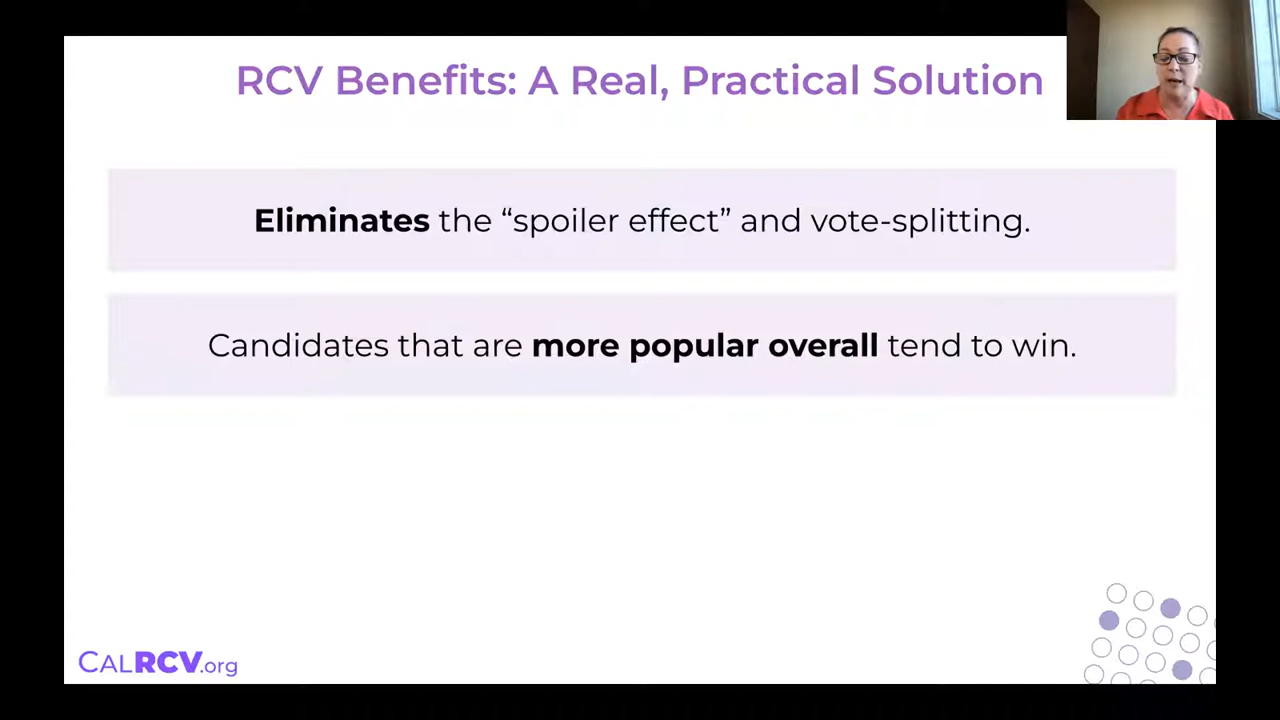 RCV Benefits: A Real, Practical Solution
Eliminates the “spoiler effect” and vote-splitting.
Candidates that are more popular overall tend to win.
CALRCV.org